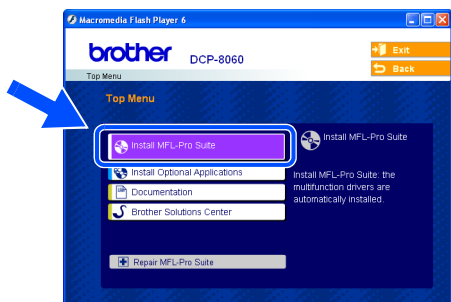 Macromedia Flash Player 6
brother
DCP-8060
Exit
Back
Top Menu
Top Menu
Install MFL-Pro Suite
Install MFL-Pro Suite
Install Optional Applications
Install MFL-Pro Suite: the
multifunction drivers are
automatically installed.
Documentation
Brother Solutions Center
Repair MFL-Pro Suite